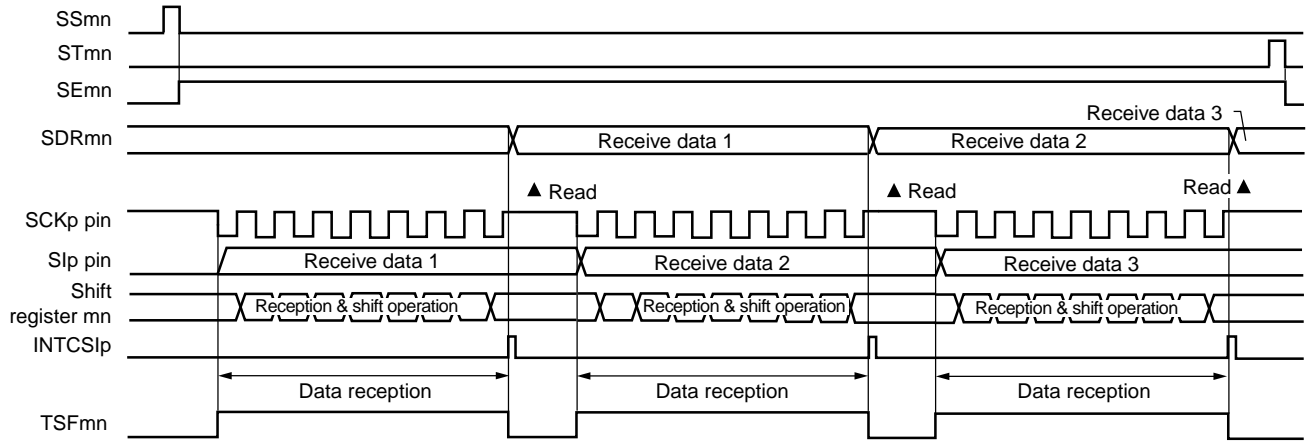 SSmn
STmn
SEmn
Receive data 3
SDRmn
Receive data 1
Receive data 2
▲ Read
▲ Read
Read ▲
SCKp pin
SIp pin
Receive data 1
Receive data 2
Receive data 3
Shift
register mn
Reception & shift operation
Reception & shift operation
Reception & shift operation
INTCSIp
Data reception
Data reception
Data reception
TSFmn